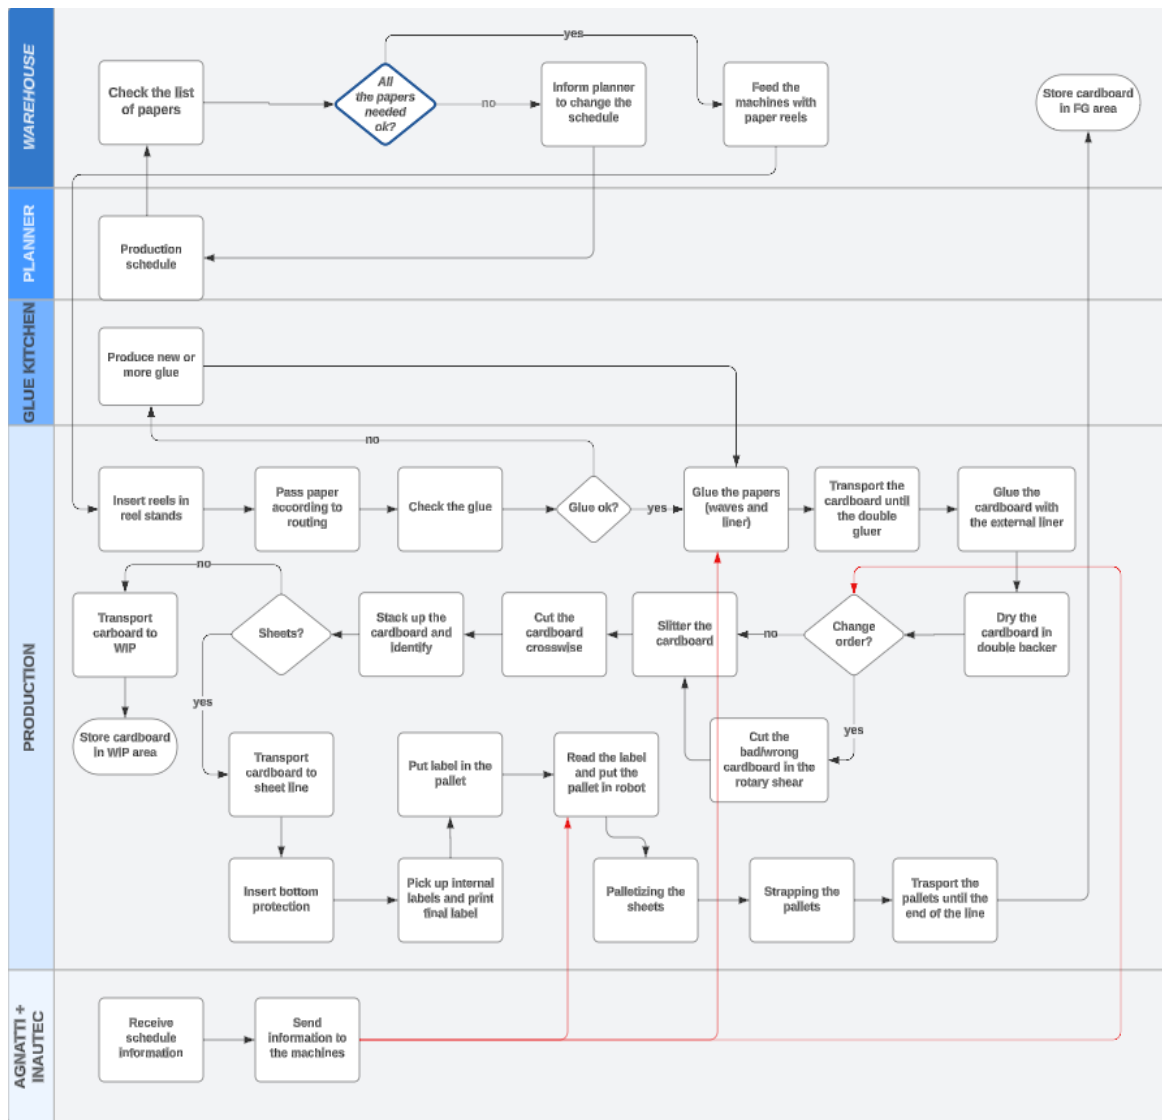 WAREHOUSE
Check the list
of papers
All
the papers
needed
ok?
yes
no
Inform planner
to change the
schedule
Feed the
machines with
paper reels
Store cardboard
in FG area
PLANNER
Production
schedule
GLUE KITCHEN
Produce new or
more glue
no
PRODUCTION
Insert reels in
reel stands
Pass paper
according to
routing
Check the glue
Glue ok?
yes
Glue the papers
(waves and
liner)
Transport the
cardboard until
the double
gluer
Glue the
cardboard with
the external liner
no
Transport
carboard to
WIP
Sheets?
Stack up the
cardboard and
identify
Cut the
cardboard
crosswise
Slitter the
cardboard
no
Change
order?
Dry the
cardboard in
double backer
yes
yes
Store cardboard
in WIP area
Transport
cardboard to
sheet line
Put label in the
pallet
Read the label
and put the
pallet in robot
Cut the
bad/wrong
cardboard in the
rotary shear
Insert bottom
protection
Pick up internal
labels and print
final label
Palletizing the
sheets
Strapping the
pallets
Trasport the
pallets until the
end of the line
AGNATTI +
INAUTEC
Receive
schedule
information
Send
information to
the machines